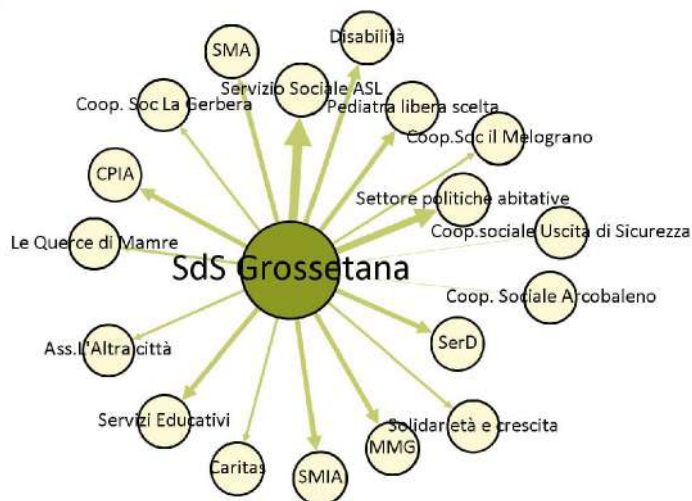 Disabilità
SMA
Servizio Sociale ASL
Coop. Soc La Gerbera
Pediatra libera scelta
Coop.Soc il Melograno
CPIA
Settore politiche abitative
Coop.sociale Uscita di Sicurezza
Le Querce di Mamre
SdS Grossetana
Coop. Sociale Arcobaleno
Ass.L'Altra città
SerD
Servizi Educativi
Solidarietà e crescita
MMG
Caritas
SMIA